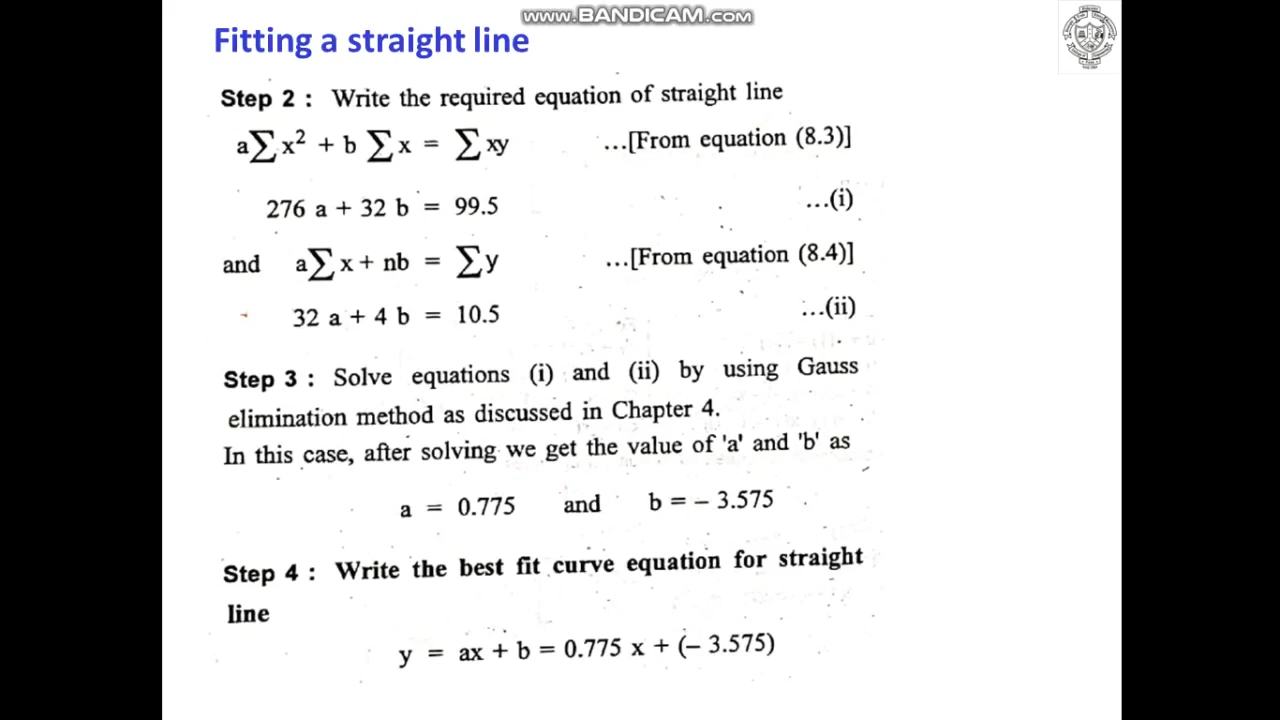 www.BANDICAM.com
Fitting a straight line
Step 2 : Write the required equation of straight line
a∑x² + b ∑x = ∑xy ...[From equation (8.3)]
276 a + 32 b = 99.5 ...(i)
and a∑x + nb = ∑y ...[From equation (8.4)]
32 a + 4 b = 10.5 ...(ii)
Step 3 : Solve equations (i) and (ii) by using Gauss
elimination method as discussed in Chapter 4.
In this case, after solving we get the value of 'a' and 'b' as
a = 0.775 and b = – 3.575
Step 4 : Write the best fit curve equation for straight
line
y = ax + b = 0.775 x + (– 3.575)